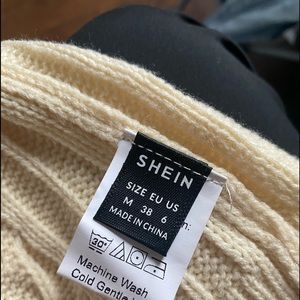 SHEIN
SIZE EU US
M 38 6
MADE IN CHINA
30°
Machine Wash
Cold Gentle